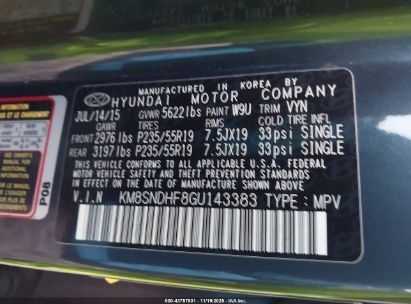 MANUFACTURED IN KOREA BY
HYUNDAI MOTOR COMPANY
JUL/14/15 GVWR 5622lbs PAINT W9U TRIM VYN
GAWR TIRES RIMS COLD TIRE INFL
FRONT 2976 lbs P235/55R19 7.5JX19 33psi SINGLE
REAR 3197 lbs P235/55R19 7.5JX19 33psi SINGLE
THIS VEHICLE CONFORMS TO ALL APPLICABLE U.S.A. FEDERAL
MOTOR VEHICLE SAFETY AND THEFT PREVENTION STANDARDS
IN EFFECT ON THE DATE OF MANUFACTURE SHOWN ABOVE.
V.I.N KM8SNDHF8GU143383 TYPE: MPV
P08